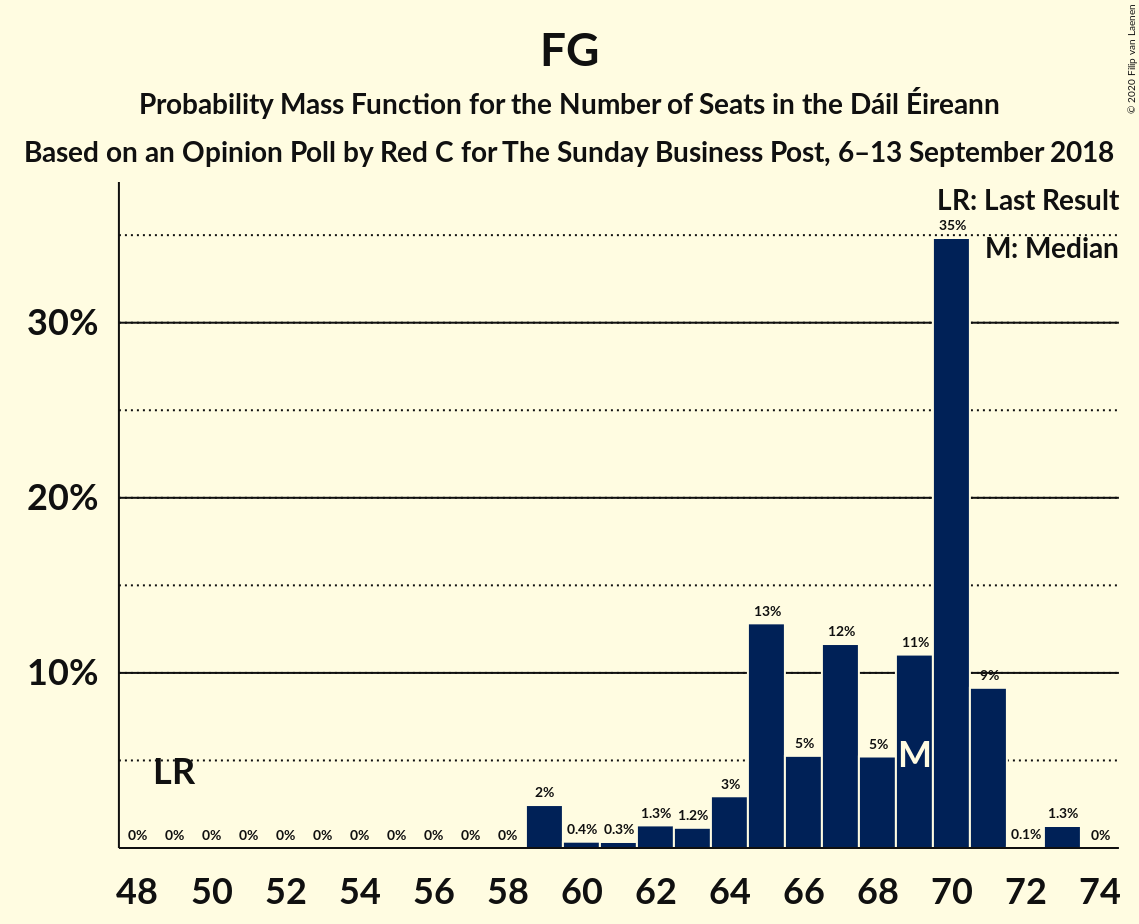 © 2020 Filip van Laenen
FG
Probability Mass Function for the Number of Seats in the Dáil Éireann
Based on an Opinion Poll by Red C for The Sunday Business Post, 6–13 September 2018
LR: Last Result
M: Median
30%
20%
10%
0% 0% 0% 0% 0% 0% 0% 0% 0% 0% 0% 2% 0.4% 0.3% 1.3% 1.2% 3% 13% 5% 12% 5% 11% 35% 9% 0.1% 1.3% 0%
LR
M
48 50 52 54 56 58 60 62 64 66 68 70 72 74